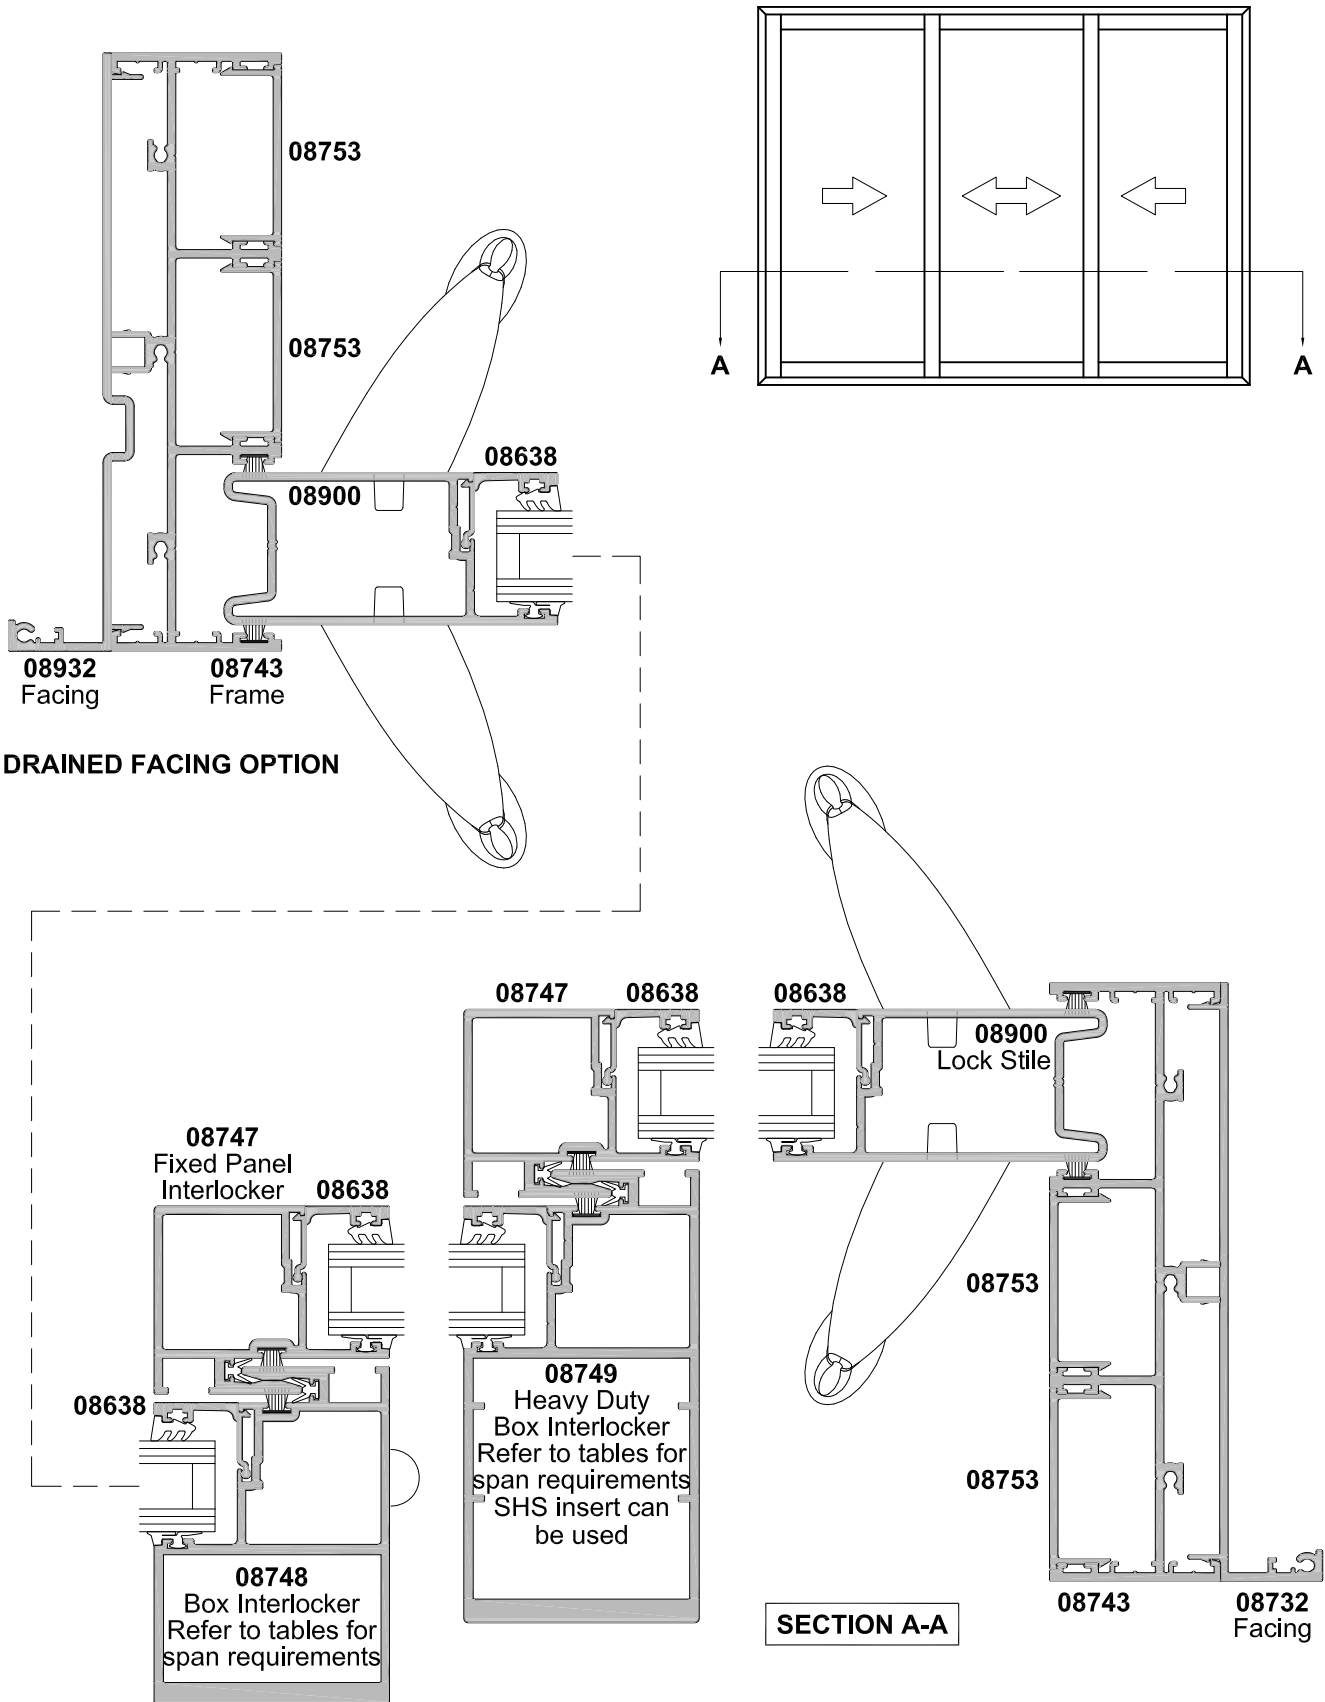 08753
08753
A
A
08638
08900
08932
Facing
08743
Frame
DRAINED FACING OPTION
08747
08638
08638
08900
Lock Stile
08747
Fixed Panel
Interlocker
08638
08753
08638
08749
Heavy Duty
Box Interlocker
Refer to tables for
span requirements
SHS insert can
be used
08753
08748
Box Interlocker
Refer to tables for
span requirements
SECTION A-A
08743
08732
Facing